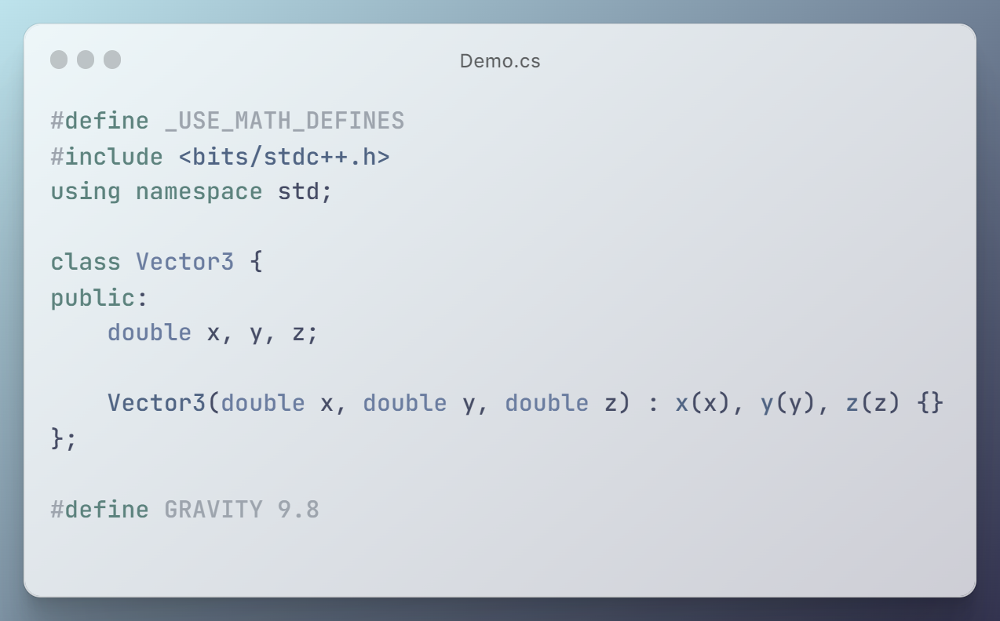 Demo.cs
#define _USE_MATH_DEFINES
#include <bits/stdc++.h>
using namespace std;
class Vector3 {
public:
    double x, y, z;
    Vector3(double x, double y, double z) : x(x), y(y), z(z) {}
};
#define GRAVITY 9.8